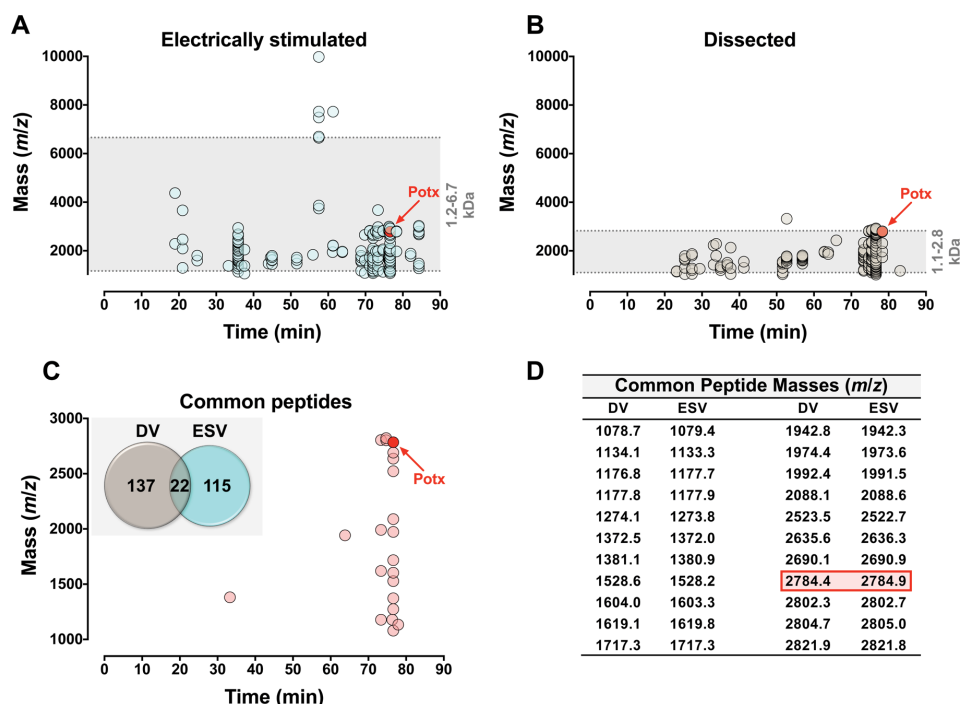 A
Electrically stimulated
Mass (m/z)
10000
8000
6000
4000
2000
Potx
1.2-6.7
kDa
0 10 20 30 40 50 60 70 80 90
Time (min)
B
Dissected
Mass (m/z)
10000
8000
6000
4000
2000
Potx
1.1-2.8
kDa
0 10 20 30 40 50 60 70 80 90
Time (min)
C
Common peptides
Mass (m/z)
3000
2500
2000
1500
1000
DV ESV
137 22 115
Potx
0 10 20 30 40 50 60 70 80 90
Time (min)
D
Common Peptide Masses (m/z)
DV ESV DV ESV
1078.7 1079.4 1942.8 1942.3
1134.1 1133.3 1974.4 1973.6
1176.8 1177.7 1992.4 1991.5
1177.8 1177.9 2088.1 2088.6
1274.1 1273.8 2523.5 2522.7
1372.5 1372.0 2635.6 2636.3
1381.1 1380.9 2690.1 2690.9
1528.6 1528.2 2784.4 2784.9
1604.0 1603.3 2802.3 2802.7
1619.1 1619.8 2804.7 2805.0
1717.3 1717.3 2821.9 2821.8